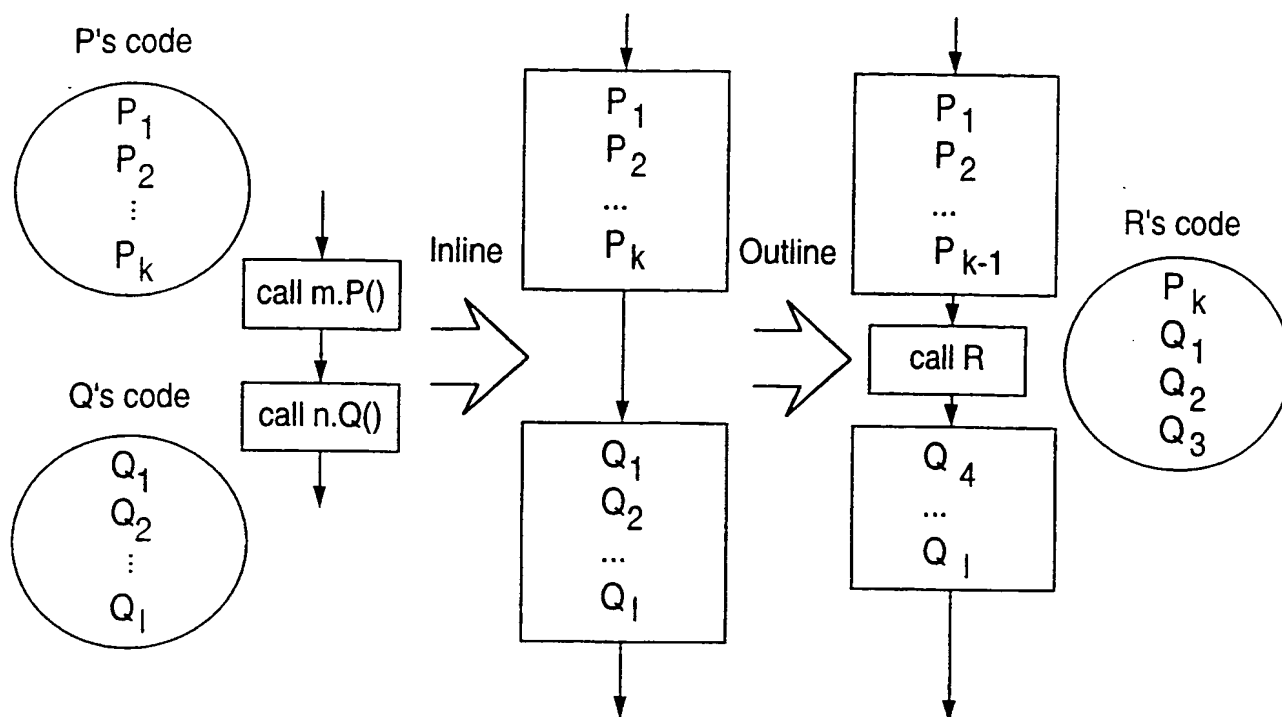 P's code
P1
P2
...
Pk
call m.P()
call n.Q()
Q's code
Q1
Q2
...
Ql
Inline
P1
P2
...
Pk
Q1
Q2
...
Ql
Outline
P1
P2
...
Pk-1
call R
Q4
...
Ql
R's code
Pk
Q1
Q2
Q3